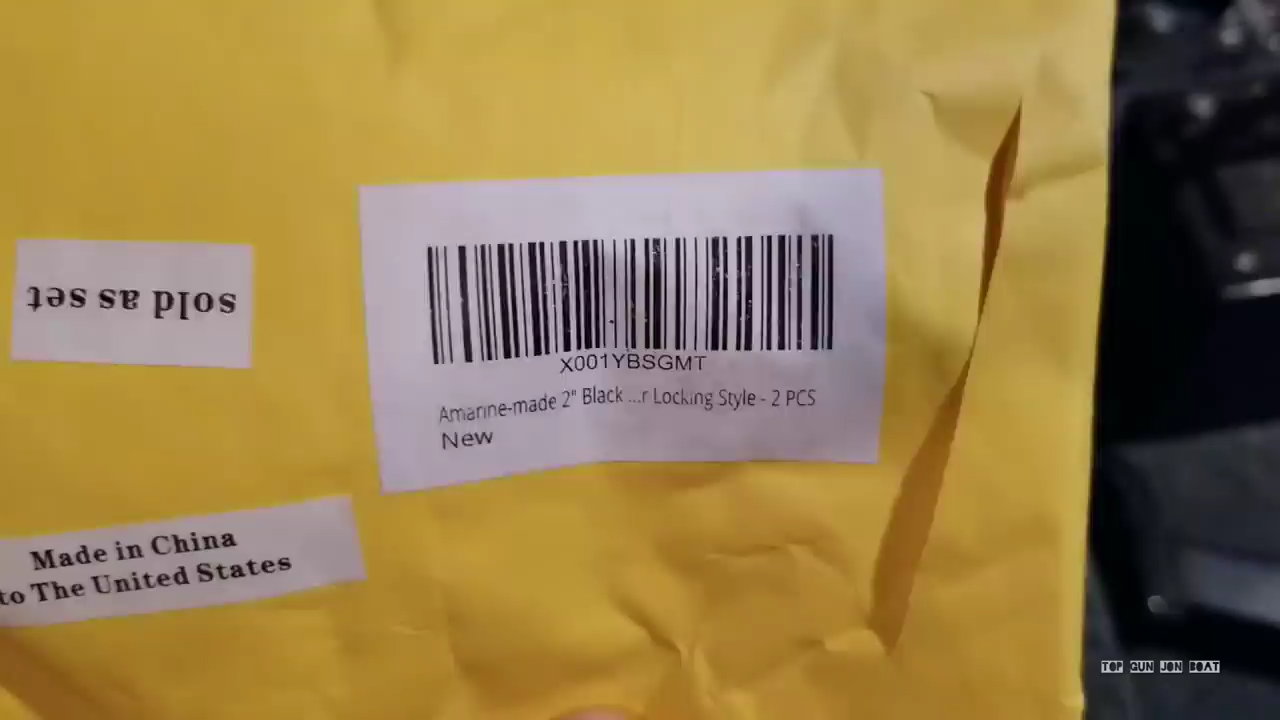 sold as set
X001YBSGMT
Amarine-made 2" Black ...r Locking Style - 2 PCS
New
Made in China
to The United States
TOP GUN JON BOAT